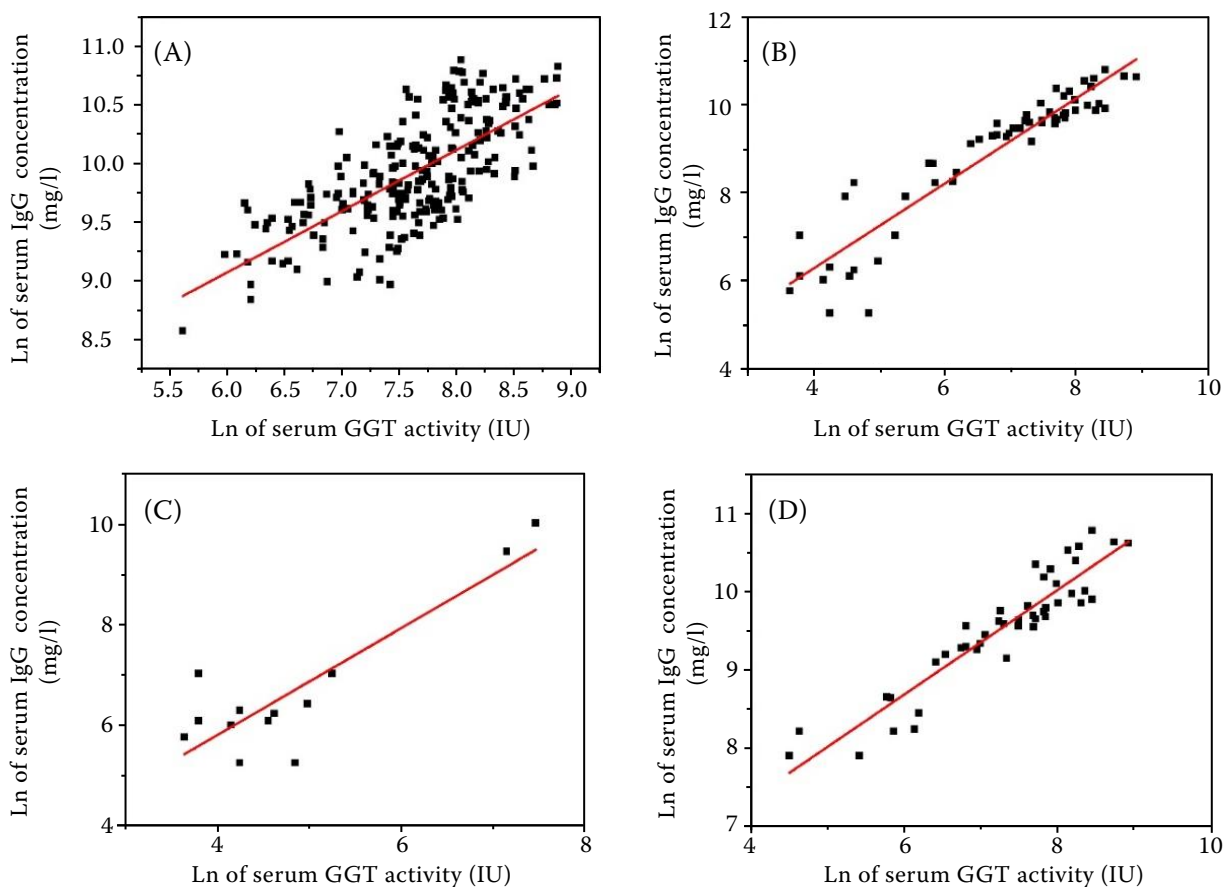 (A)
Ln of serum IgG concentration
(mg/l)
11.0
10.5
10.0
9.5
9.0
8.5
5.5 6.0 6.5 7.0 7.5 8.0 8.5 9.0
Ln of serum GGT activity (IU)
(B)
Ln of serum IgG concentration
(mg/l)
12
10
8
6
4
4 6 8 10
Ln of serum GGT activity (IU)
(C)
Ln of serum IgG concentration
(mg/l)
10
8
6
4
4 6 8
Ln of serum GGT activity (IU)
(D)
Ln of serum IgG concentration
(mg/l)
11
10
9
8
7
4 6 8 10
Ln of serum GGT activity (IU)